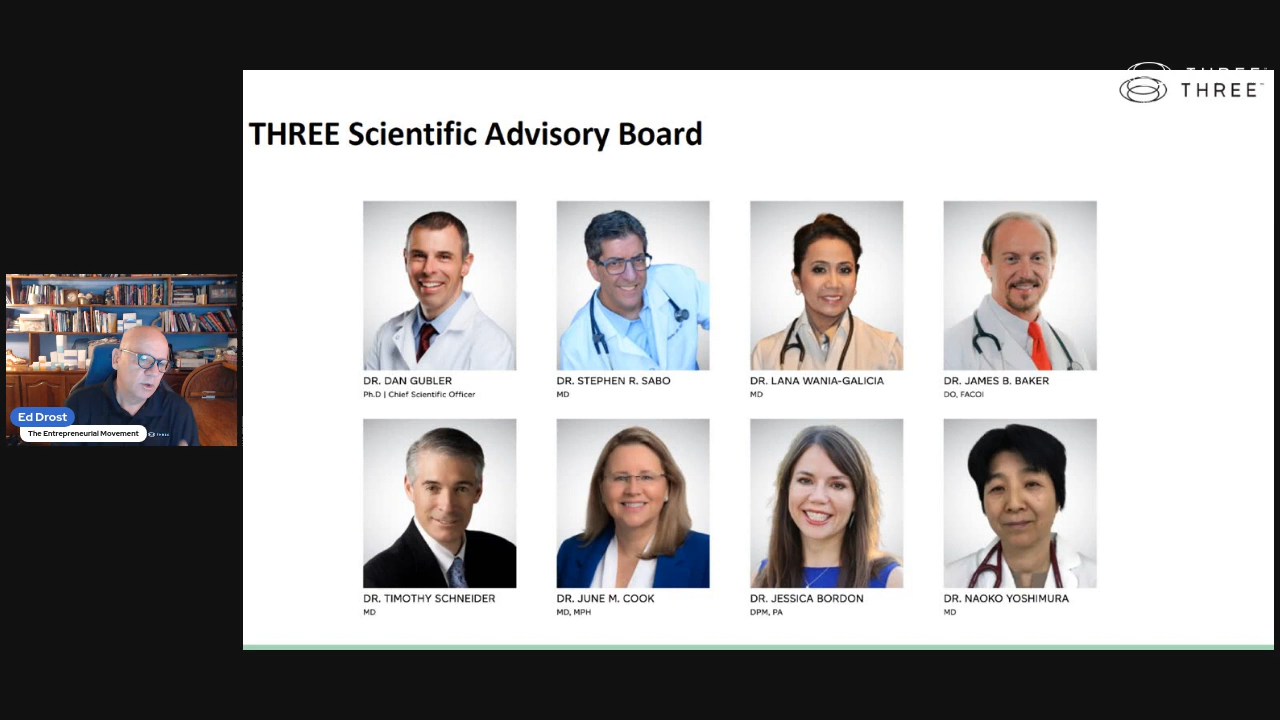 THREE
THREE™
THREE Scientific Advisory Board
DR. DAN GUBLER
Ph.D | Chief Scientific Officer
DR. STEPHEN R. SABO
MD
DR. LANA WANIA-GALICIA
MD
DR. JAMES B. BAKER
DO, FACOI
Ed Drost
The Entrepreneurial Movement
THREE
DR. TIMOTHY SCHNEIDER
MD
DR. JUNE M. COOK
MD, MPH
DR. JESSICA BORDON
DPM, PA
DR. NAOKO YOSHIMURA
MD